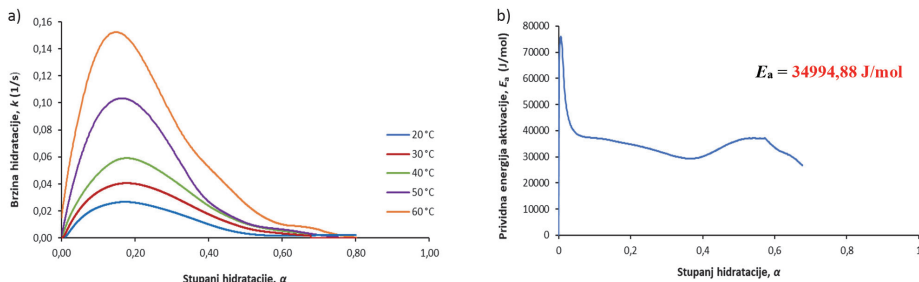 a)
Brzina hidratacije, k (1/s)
0,16
0,14
0,12
0,10
0,08
0,06
0,04
0,02
0,00
0,00
0,20
0,40
0,60
0,80
1,00
Stupanj hidratacije, α
20°C
30°C
40°C
50°C
60°C
b)
Prividna energija aktivacije, Ea (J/mol)
80000
70000
60000
50000
40000
30000
20000
10000
0
0
0,2
0,4
0,6
0,8
1
Stupanj hidratacije, α
Ea = 34994,88 J/mol